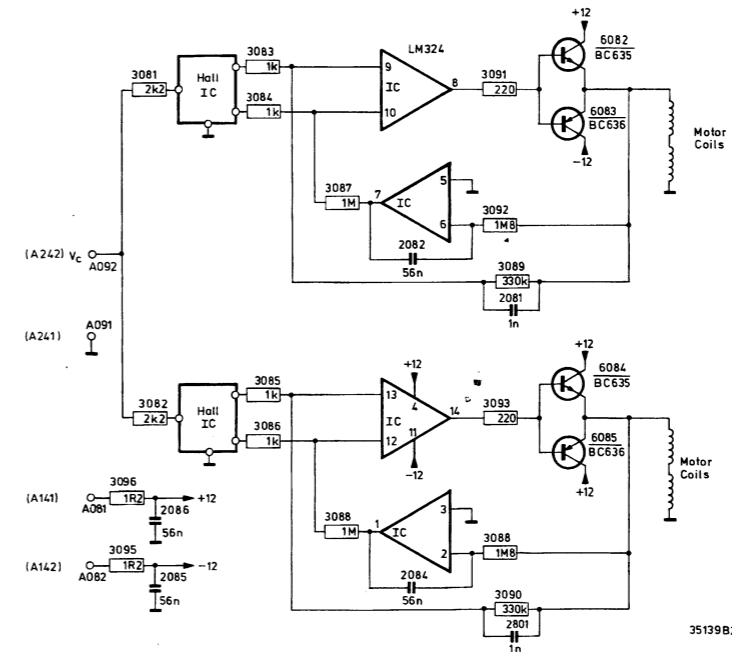 +12
6082
BC635
3083
1k
LM324
3081
2k2
Hall
IC
9
IC
10
8
3091
220
3084
1k
6083
BC636
-12
Motor
Coils
3087
1M
7
IC
5
6
3092
1M8
2082
56n
(A242) Vc
A092
3089
330k
2081
1n
(A241)
A091
+12
6084
BC635
3085
1k
+12
13
4
IC
12
11
14
3093
220
3082
2k2
Hall
IC
3086
1k
-12
6085
BC636
+12
Motor
Coils
(A141)
A081
3096
1R2
2086
56n
+12
3088
1M
1
IC
3
2
3088
1M8
(A142)
A082
3095
1R2
2085
56n
-12
2084
56n
3090
330k
2801
1n